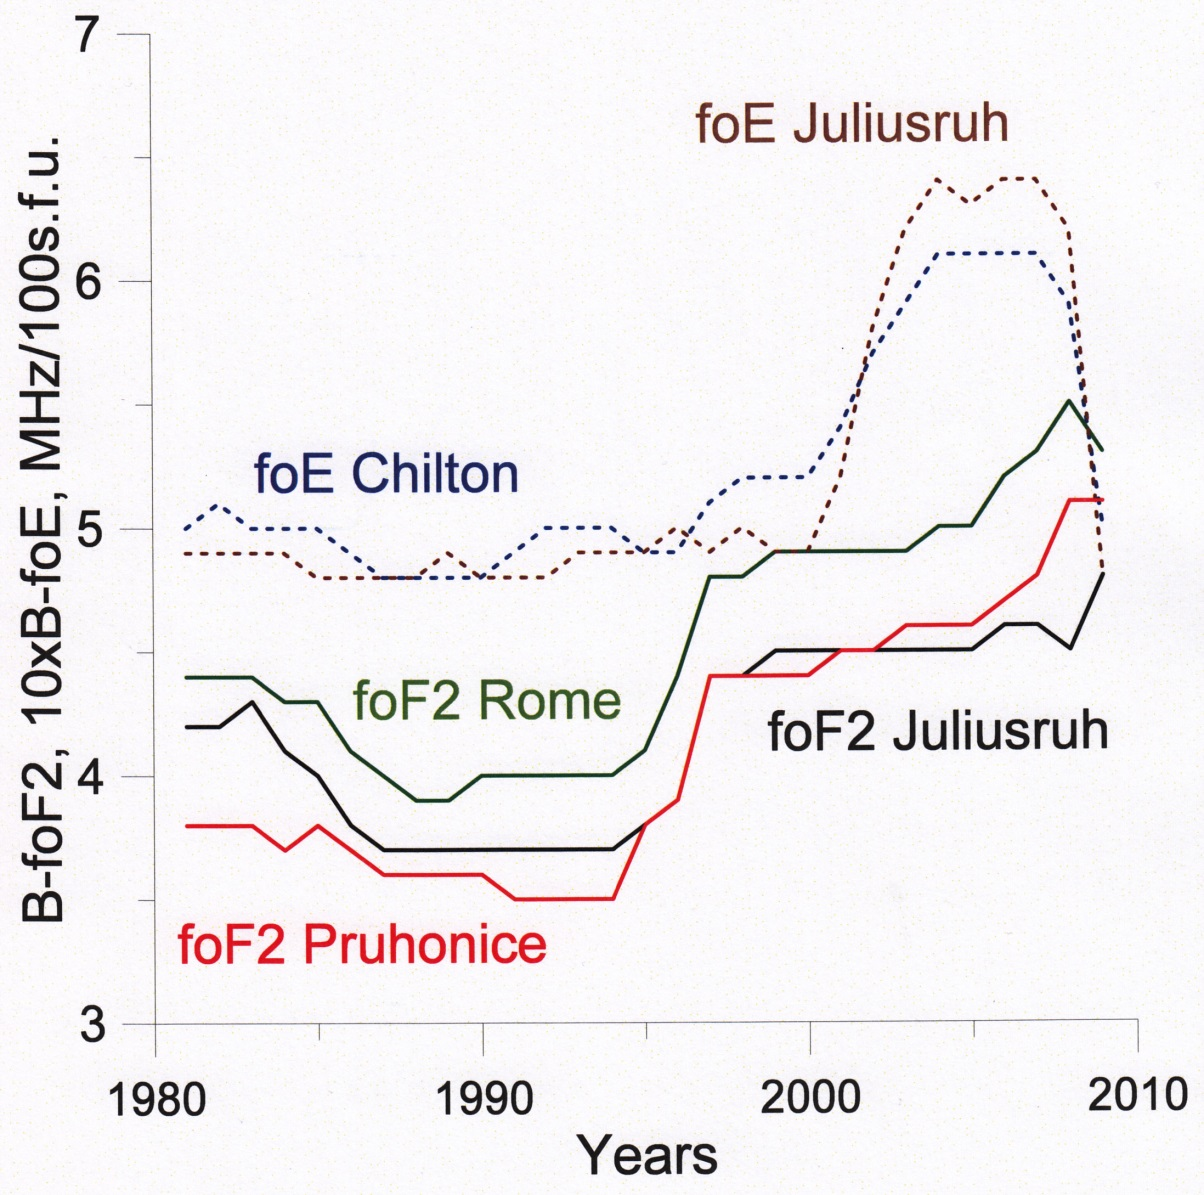 7
foE Juliusruh
6
foE Chilton
5
foF2 Rome
foF2 Juliusruh
4
foF2 Pruhonice
3
B-foF2, 10xB-foE, MHz/100s.f.u.
1980 1990 2000 2010
Years